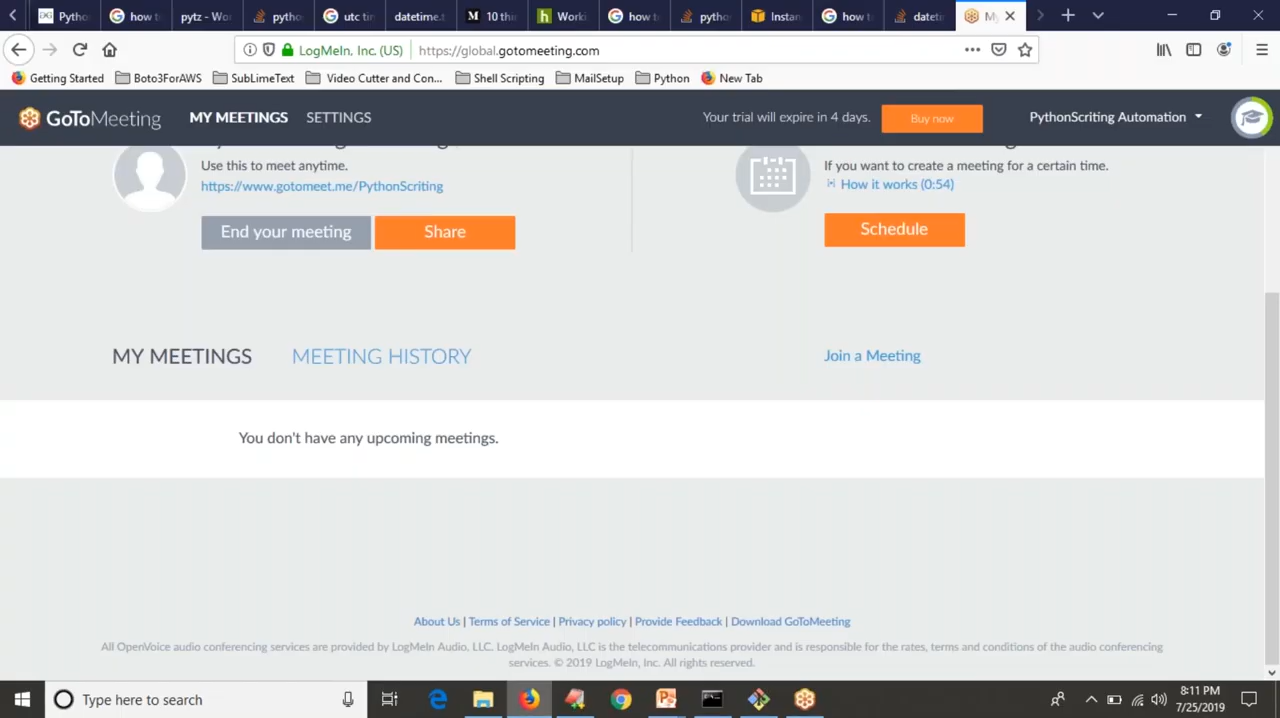 Pytho
how t
pytz - Wo
pytho
utc ti
datetime.
10 thi
Worki
how t
pytho
Instan
how t
dateti
My
LogMeIn, Inc. (US)
https://global.gotomeeting.com
Getting Started
Boto3ForAWS
SubLimeText
Video Cutter and Con...
Shell Scripting
MailSetup
Python
New Tab
GoToMeeting
MY MEETINGS
SETTINGS
Your trial will expire in 4 days.
Buy now
PythonScriting Automation
Use this to meet anytime.
https://www.gotomeet.me/PythonScriting
End your meeting
Share
If you want to create a meeting for a certain time.
How it works (0:54)
Schedule
MY MEETINGS
MEETING HISTORY
Join a Meeting
You don't have any upcoming meetings.
About Us | Terms of Service | Privacy policy | Provide Feedback | Download GoToMeeting
All OpenVoice audio conferencing services are provided by LogMeIn Audio, LLC. LogMeIn Audio, LLC is the telecommunications provider and is responsible for the rates, terms and conditions of the audio conferencing
services. © 2019 LogMeIn, Inc. All rights reserved.
Type here to search
8:11 PM
7/25/2019